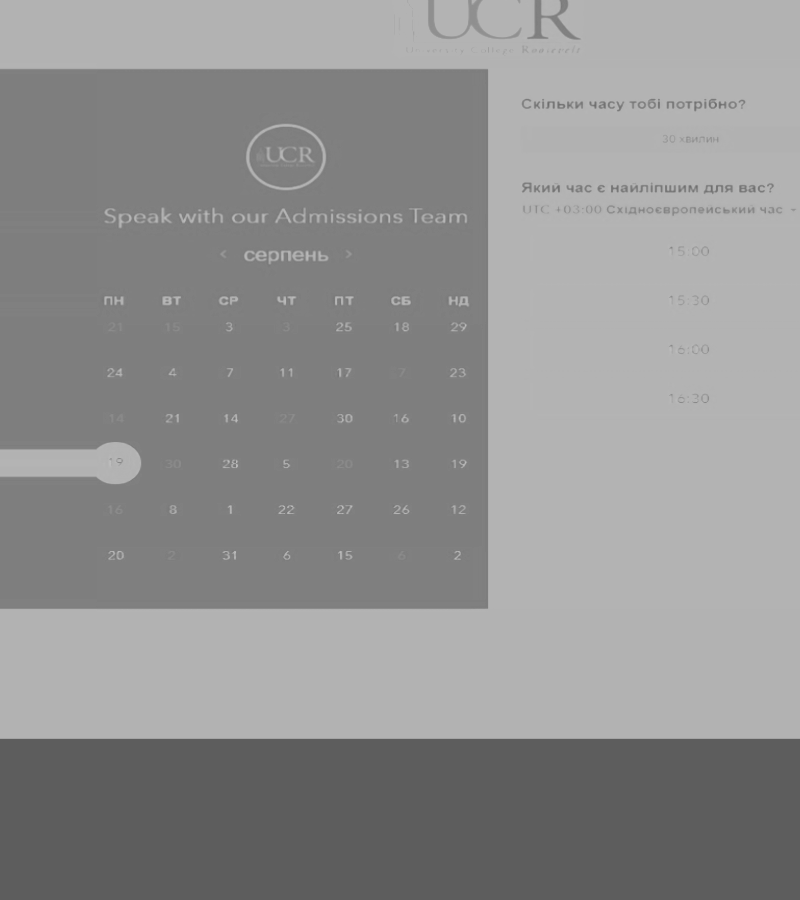 UCR
University College Roosevelt
UCR
Speak with our Admissions Team
‹ серпень ›
ПН ВТ СР ЧТ ПТ СБ НД
21 15 3 3 25 18 29
24 4 7 11 17 7 23
14 21 14 27 30 16 10
19 30 28 5 20 13 19
16 8 1 22 27 26 12
20 2 31 6 15 6 2
Скільки часу тобі потрібно?
30 хвилин
Який час є найліпшим для вас?
UTC +03:00 Східноєвропейський час
15:00
15:30
16:00
16:30